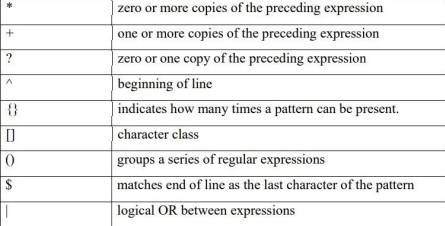 * zero or more copies of the preceding expression
+ one or more copies of the preceding expression
? zero or one copy of the preceding expression
^ beginning of line
{} indicates how many times a pattern can be present.
[] character class
() groups a series of regular expressions
$ matches end of line as the last character of the pattern
| logical OR between expressions